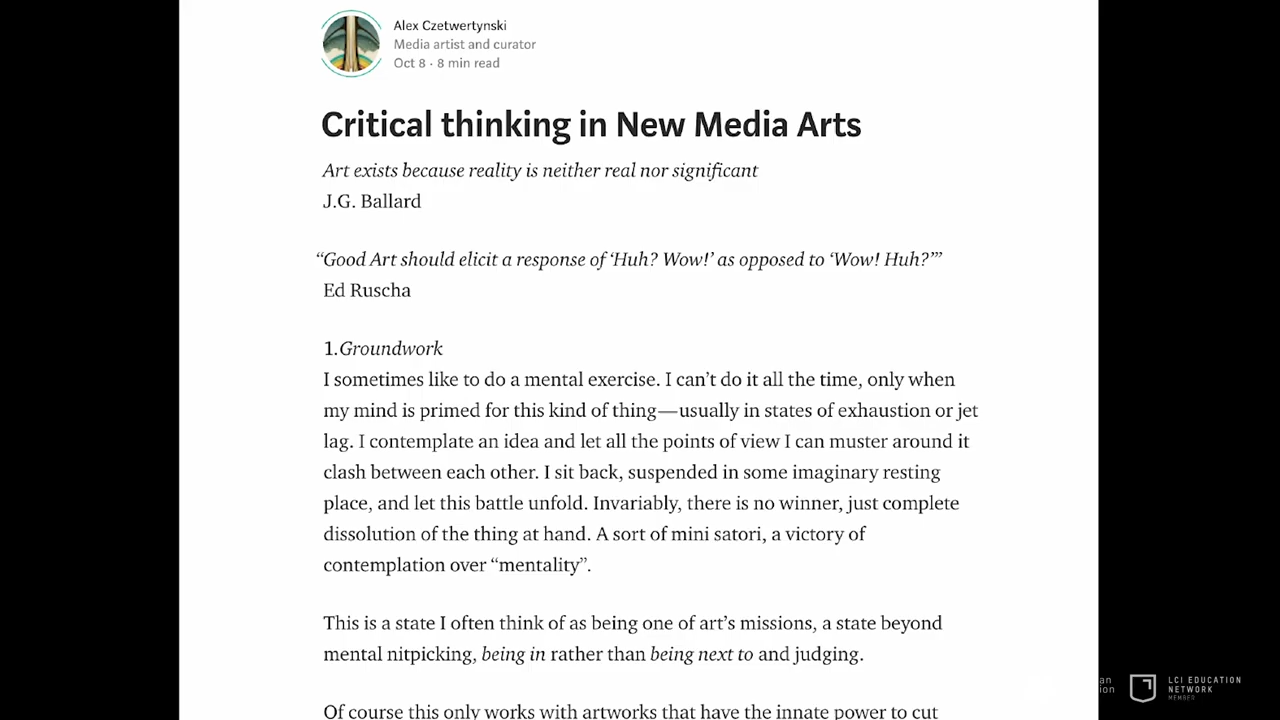 Alex Czetwertynski
Media artist and curator
Oct 8 · 8 min read
Critical thinking in New Media Arts
Art exists because reality is neither real nor significant
J.G. Ballard
“Good Art should elicit a response of ‘Huh? Wow!’ as opposed to ‘Wow! Huh?’”
Ed Ruscha
1.Groundwork
I sometimes like to do a mental exercise. I can’t do it all the time, only when
my mind is primed for this kind of thing—usually in states of exhaustion or jet
lag. I contemplate an idea and let all the points of view I can muster around it
clash between each other. I sit back, suspended in some imaginary resting
place, and let this battle unfold. Invariably, there is no winner, just complete
dissolution of the thing at hand. A sort of mini satori, a victory of
contemplation over “mentality”.
This is a state I often think of as being one of art’s missions, a state beyond
mental nitpicking, being in rather than being next to and judging.
Of course this only works with artworks that have the innate power to cut
an
ion
LCI EDUCATION
NETWORK
MEMBER